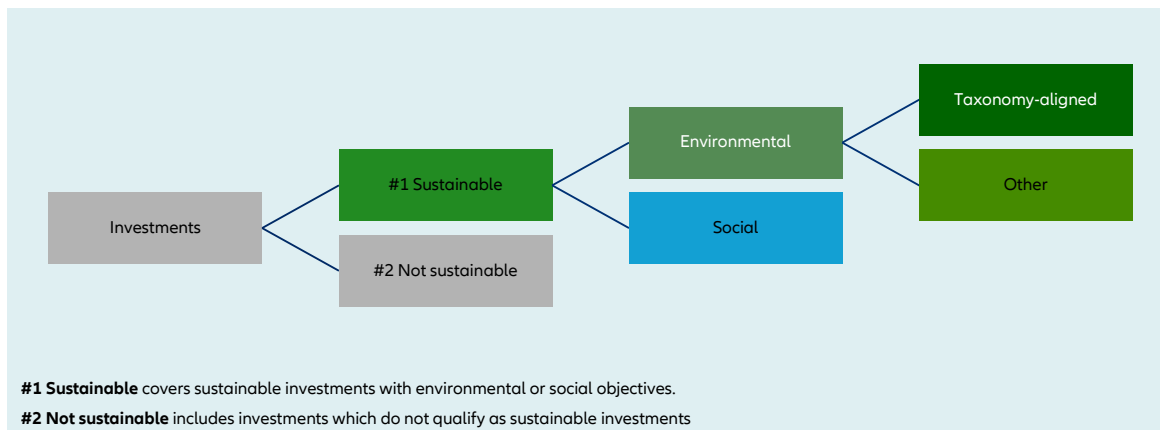 Taxonomy-aligned
Environmental
#1 Sustainable
Other
Investments
Social
#2 Not sustainable
#1 Sustainable covers sustainable investments with environmental or social objectives.
#2 Not sustainable includes investments which do not qualify as sustainable investments